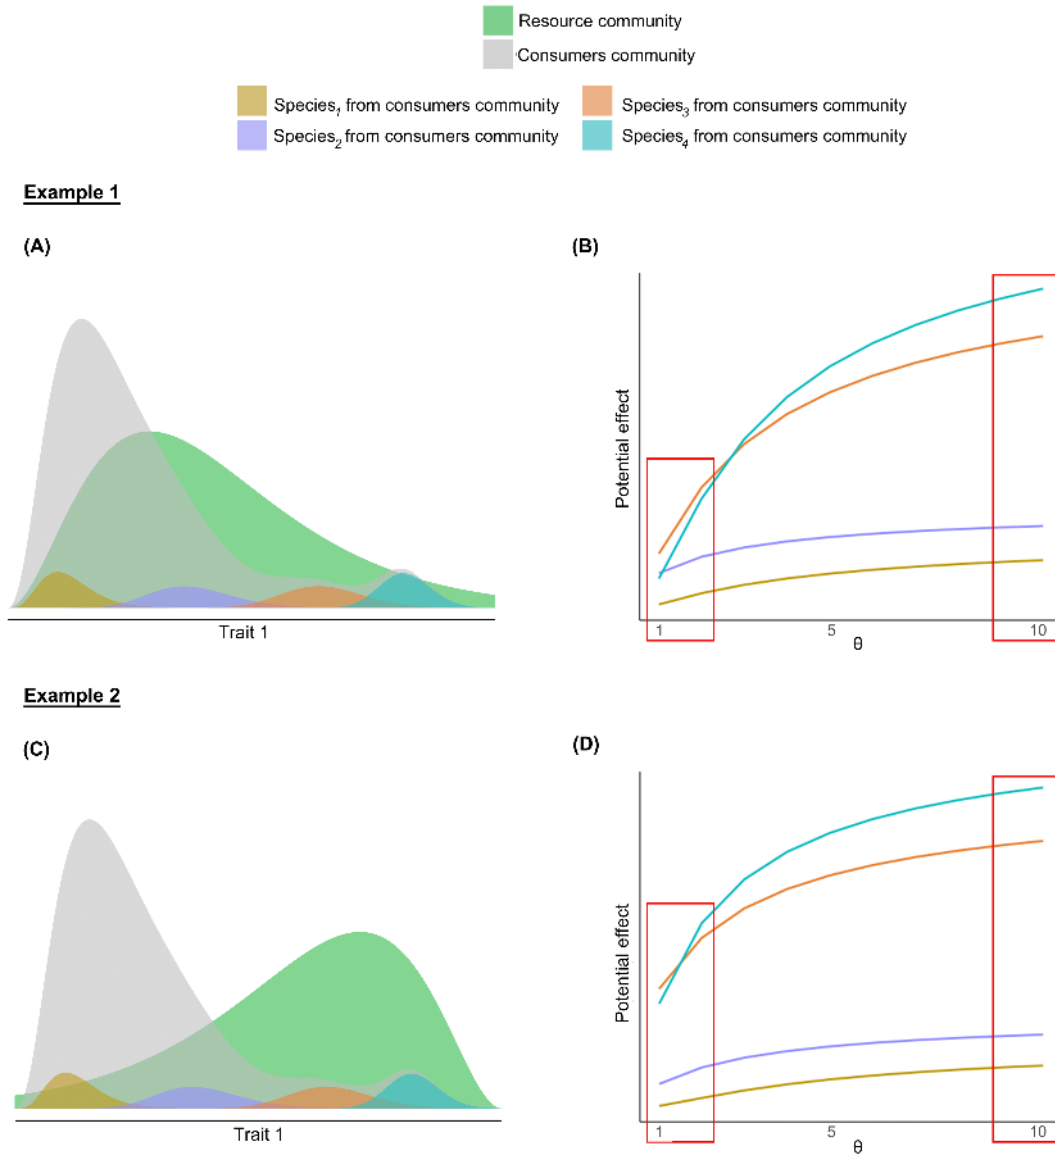 Resource community
Consumers community
Species1 from consumers community
Species3 from consumers community
Species2 from consumers community
Species4 from consumers community
Example 1
(A)
(B)
Potential effect
1
5
10
θ
Trait 1
Example 2
(C)
(D)
Potential effect
1
5
10
θ
Trait 1